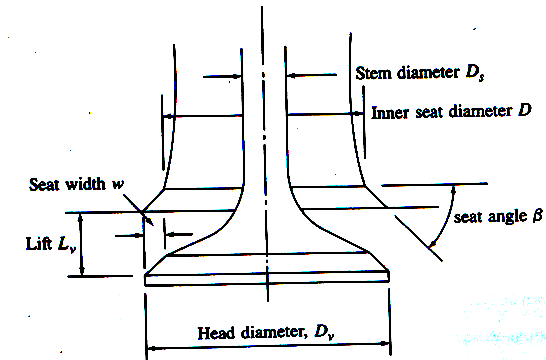 Stem diameter Dₛ
Inner seat diameter D
Seat width w
seat angle β
Lift Lᵥ
Head diameter, Dᵥ